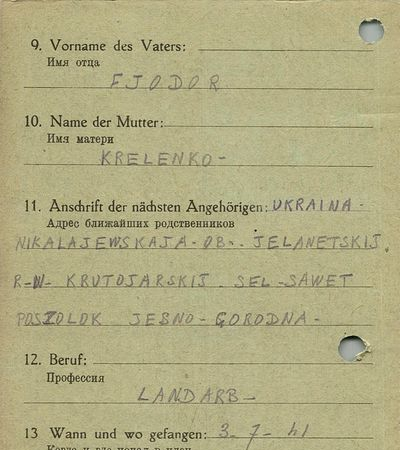 9. Vorname des Vaters:
Имя отца
FJODOR
10. Name der Mutter:
Имя матери
KRELENKO-
11. Anschrift der nächsten Angehörigen: UKRAINA-
Адрес ближайших родственников
NIKALAJEWSKAJA-OB-. JELANETSKIJ.
R-N- KRUTOJARSKIJ. SEL-SAWET
POSZOLOK JESNO-GORODNA-
12. Beruf:
Профессия
LANDARB-
13 Wann und wo gefangen: 3-7-41